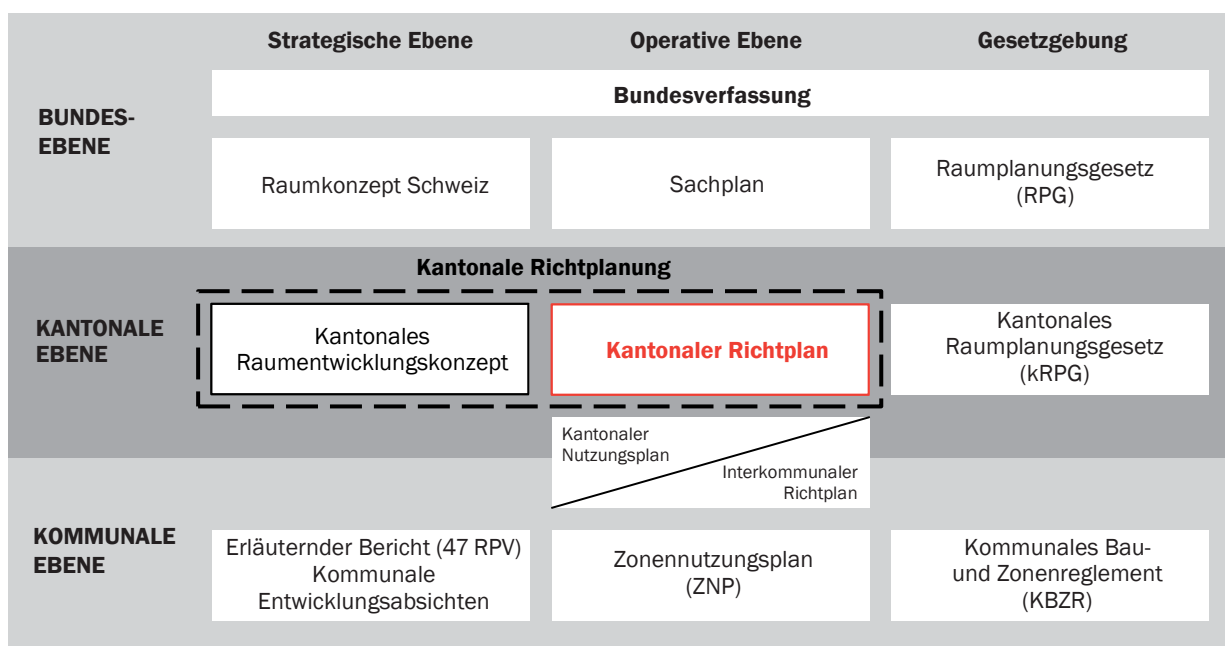 Strategische Ebene
Operative Ebene
Gesetzgebung
BUNDES-
EBENE
Bundesverfassung
Raumkonzept Schweiz
Sachplan
Raumplanungsgesetz
(RPG)
Kantonale Richtplanung
KANTONALE
EBENE
Kantonales
Raumentwicklungskonzept
Kantonaler Richtplan
Kantonales
Raumplanungsgesetz
(kRPG)
Kantonaler
Nutzungsplan
Interkommunaler
Richtplan
KOMMUNALE
EBENE
Erläuternder Bericht (47 RPV)
Kommunale
Entwicklungsabsichten
Zonennutzungsplan
(ZNP)
Kommunales Bau-
und Zonenreglement
(KBZR)